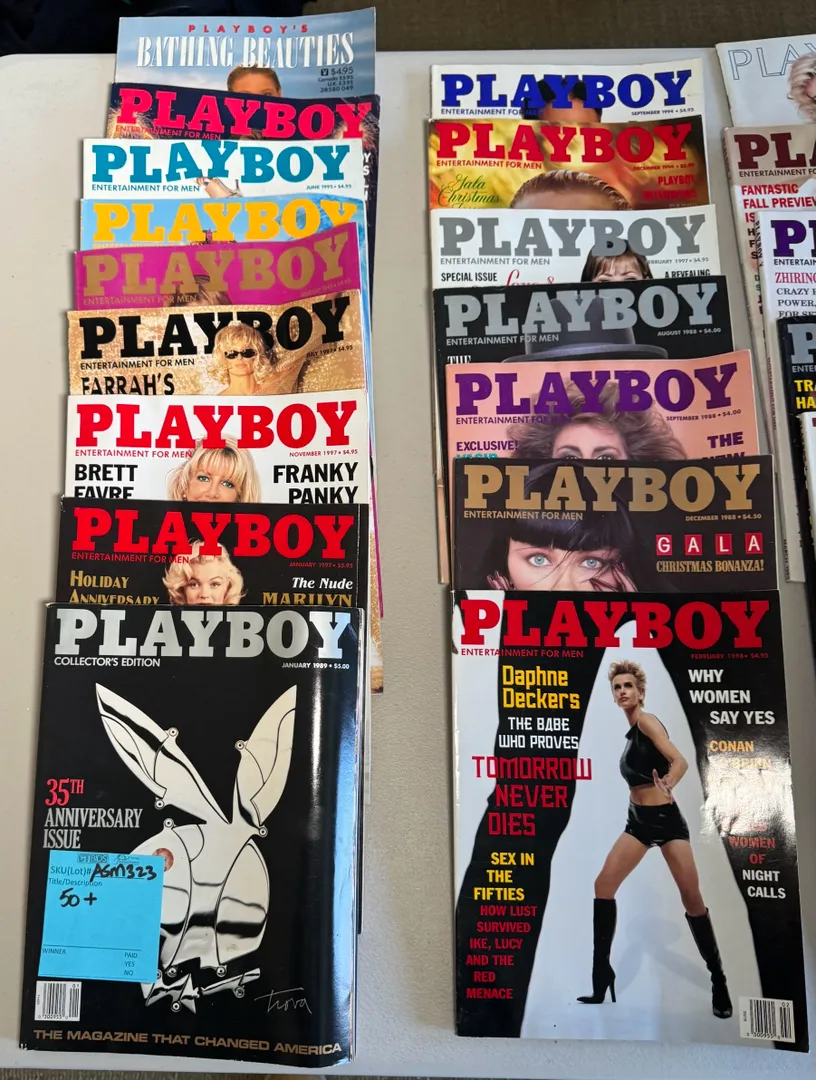 PLAYBOY'S
BATHING BEAUTIES
$4.95
PLAYBOY
ENTERTAINMENT FOR MEN
PLAYBOY
ENTERTAINMENT FOR MEN
JUNE 1995 • $4.95
PLAYBOY
ENTERTAINMENT FOR MEN
PLAYBOY
ENTERTAINMENT FOR MEN
PLAYBOY
ENTERTAINMENT FOR MEN
JULY 1997 • $4.95
FARRAH'S
PLAYBOY
ENTERTAINMENT FOR MEN
NOVEMBER 1997 • $4.95
BRETT
FAVRE
FRANKY
PANKY
PLAYBOY
ENTERTAINMENT FOR MEN
JANUARY 1997 • $5.95
HOLIDAY
ANNIVERSARY
The Nude
MARILYN
PLAYBOY
COLLECTOR'S EDITION
JANUARY 1989 • $5.00
35TH
ANNIVERSARY
ISSUE
SKU(Lot)# ASM323
Title/Description
50+
WINNER
PAID
YES
NO
trova
THE MAGAZINE THAT CHANGED AMERICA
PLAYBOY
SEPTEMBER 1994 • $4.95
PLAYBOY
ENTERTAINMENT FOR MEN
Gala
Christmas
PLAYBOY
PLAYBOY
ENTERTAINMENT FOR MEN
FEBRUARY 1997 • $4.95
SPECIAL ISSUE
A REVEALING
PLAYBOY
ENTERTAINMENT FOR MEN
AUGUST 1988 • $4.00
THE
PLAYBOY
ENTERTAINMENT FOR MEN
SEPTEMBER 1988 • $4.00
EXCLUSIVE!
THE
PLAYBOY
ENTERTAINMENT FOR MEN
DECEMBER 1988 • $4.50
GALA
CHRISTMAS BONANZA!
PLAYBOY
ENTERTAINMENT FOR MEN
FEBRUARY 1998 • $4.95
Daphne
Deckers
THE BABE
WHO PROVES
TOMORROW
NEVER
DIES
SEX IN
THE
FIFTIES
HOW LUST
SURVIVED
IKE, LUCY
AND THE
RED
MENACE
WHY
WOMEN
SAY YES
CONAN
WOMEN
OF
NIGHT
CALLS
FANTASTIC
FALL PREVIEW
CRAZY
POWER,